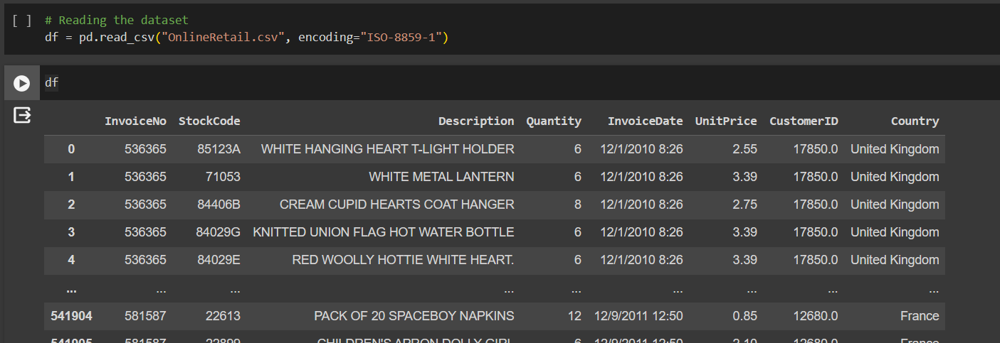 [ ] # Reading the dataset
df = pd.read_csv("OnlineRetail.csv", encoding="ISO-8859-1")
df
InvoiceNo StockCode Description Quantity InvoiceDate UnitPrice CustomerID Country
0 536365 85123A WHITE HANGING HEART T-LIGHT HOLDER 6 12/1/2010 8:26 2.55 17850.0 United Kingdom
1 536365 71053 WHITE METAL LANTERN 6 12/1/2010 8:26 3.39 17850.0 United Kingdom
2 536365 84406B CREAM CUPID HEARTS COAT HANGER 8 12/1/2010 8:26 2.75 17850.0 United Kingdom
3 536365 84029G KNITTED UNION FLAG HOT WATER BOTTLE 6 12/1/2010 8:26 3.39 17850.0 United Kingdom
4 536365 84029E RED WOOLLY HOTTIE WHITE HEART. 6 12/1/2010 8:26 3.39 17850.0 United Kingdom
... ... ... ... ... ... ... ... ...
541904 581587 22613 PACK OF 20 SPACEBOY NAPKINS 12 12/9/2011 12:50 0.85 12680.0 France
541905 581587 22899 CHILDREN'S APRON DOLLY GIRL 6 12/9/2011 12:50 2.10 12680.0 France